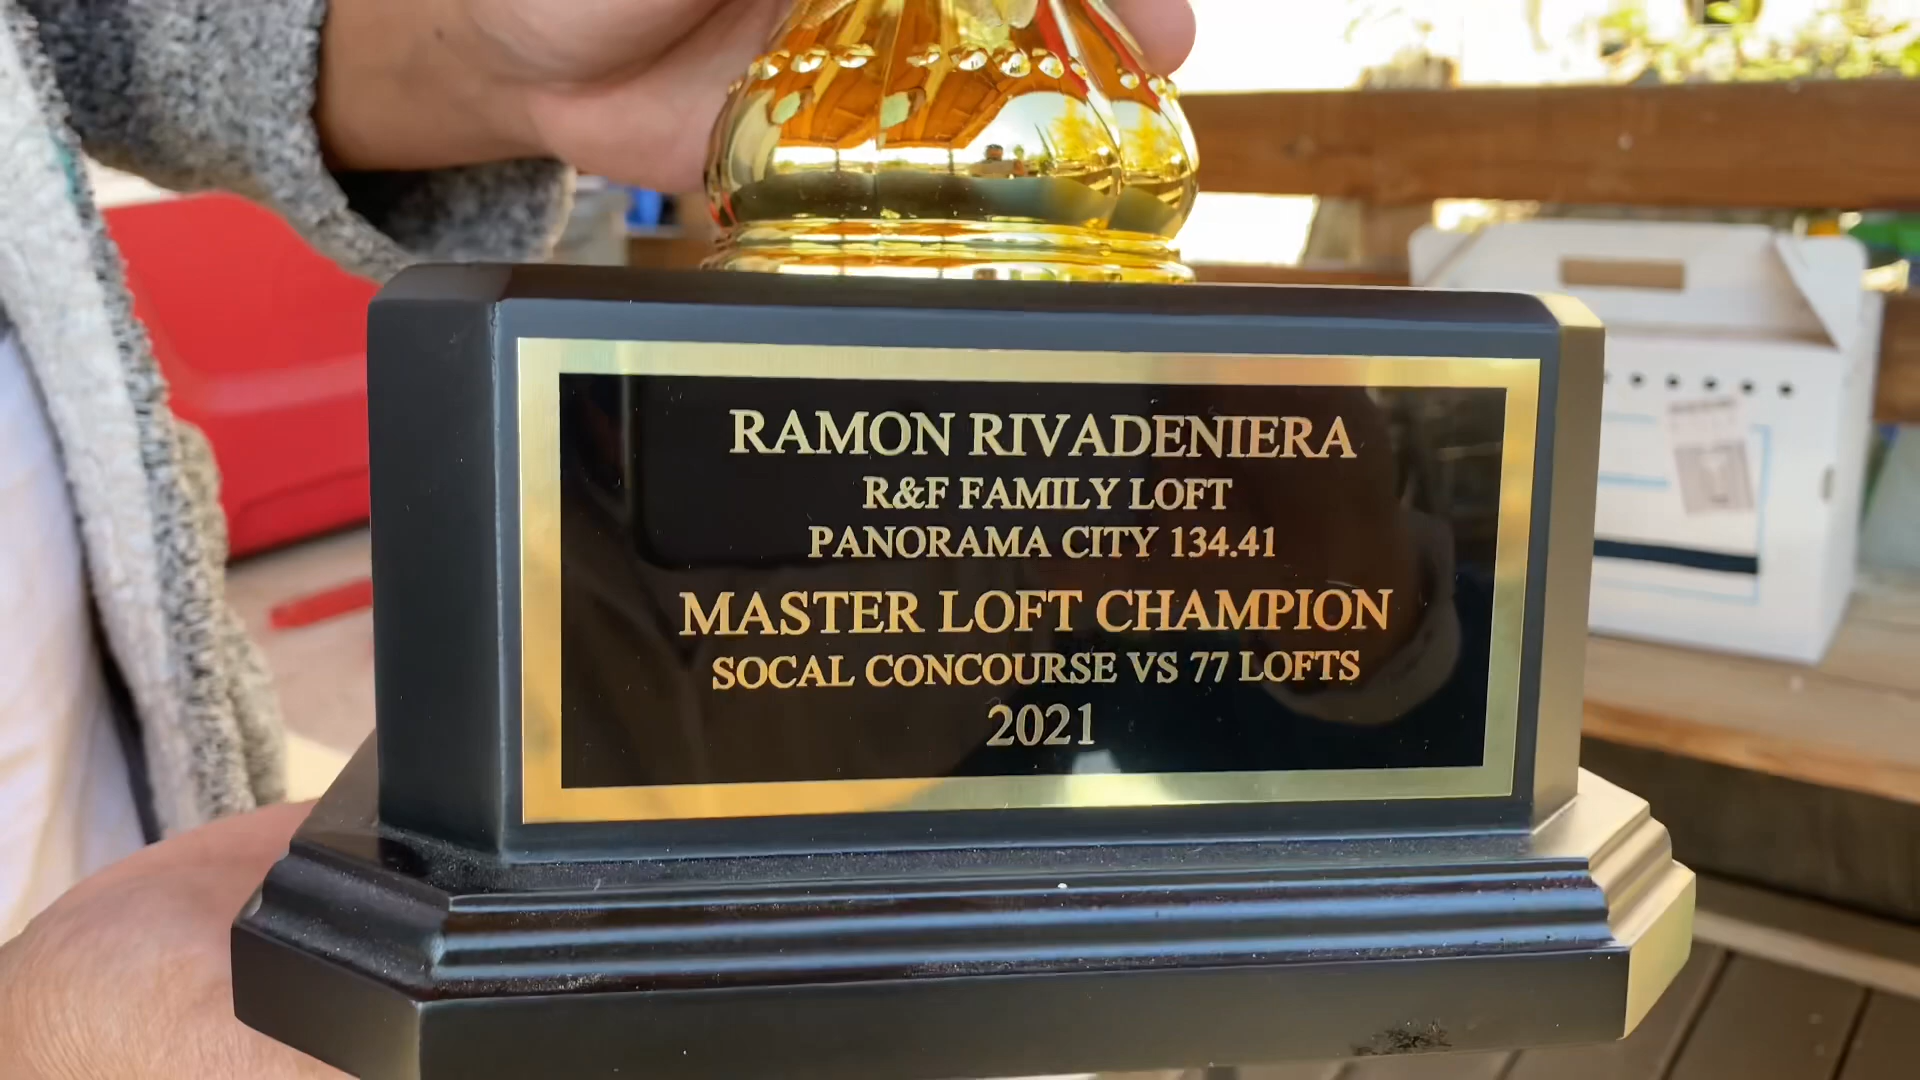 RAMON RIVADENIERA
R&F FAMILY LOFT
PANORAMA CITY 134.41
MASTER LOFT CHAMPION
SOCAL CONCOURSE VS 77 LOFTS
2021